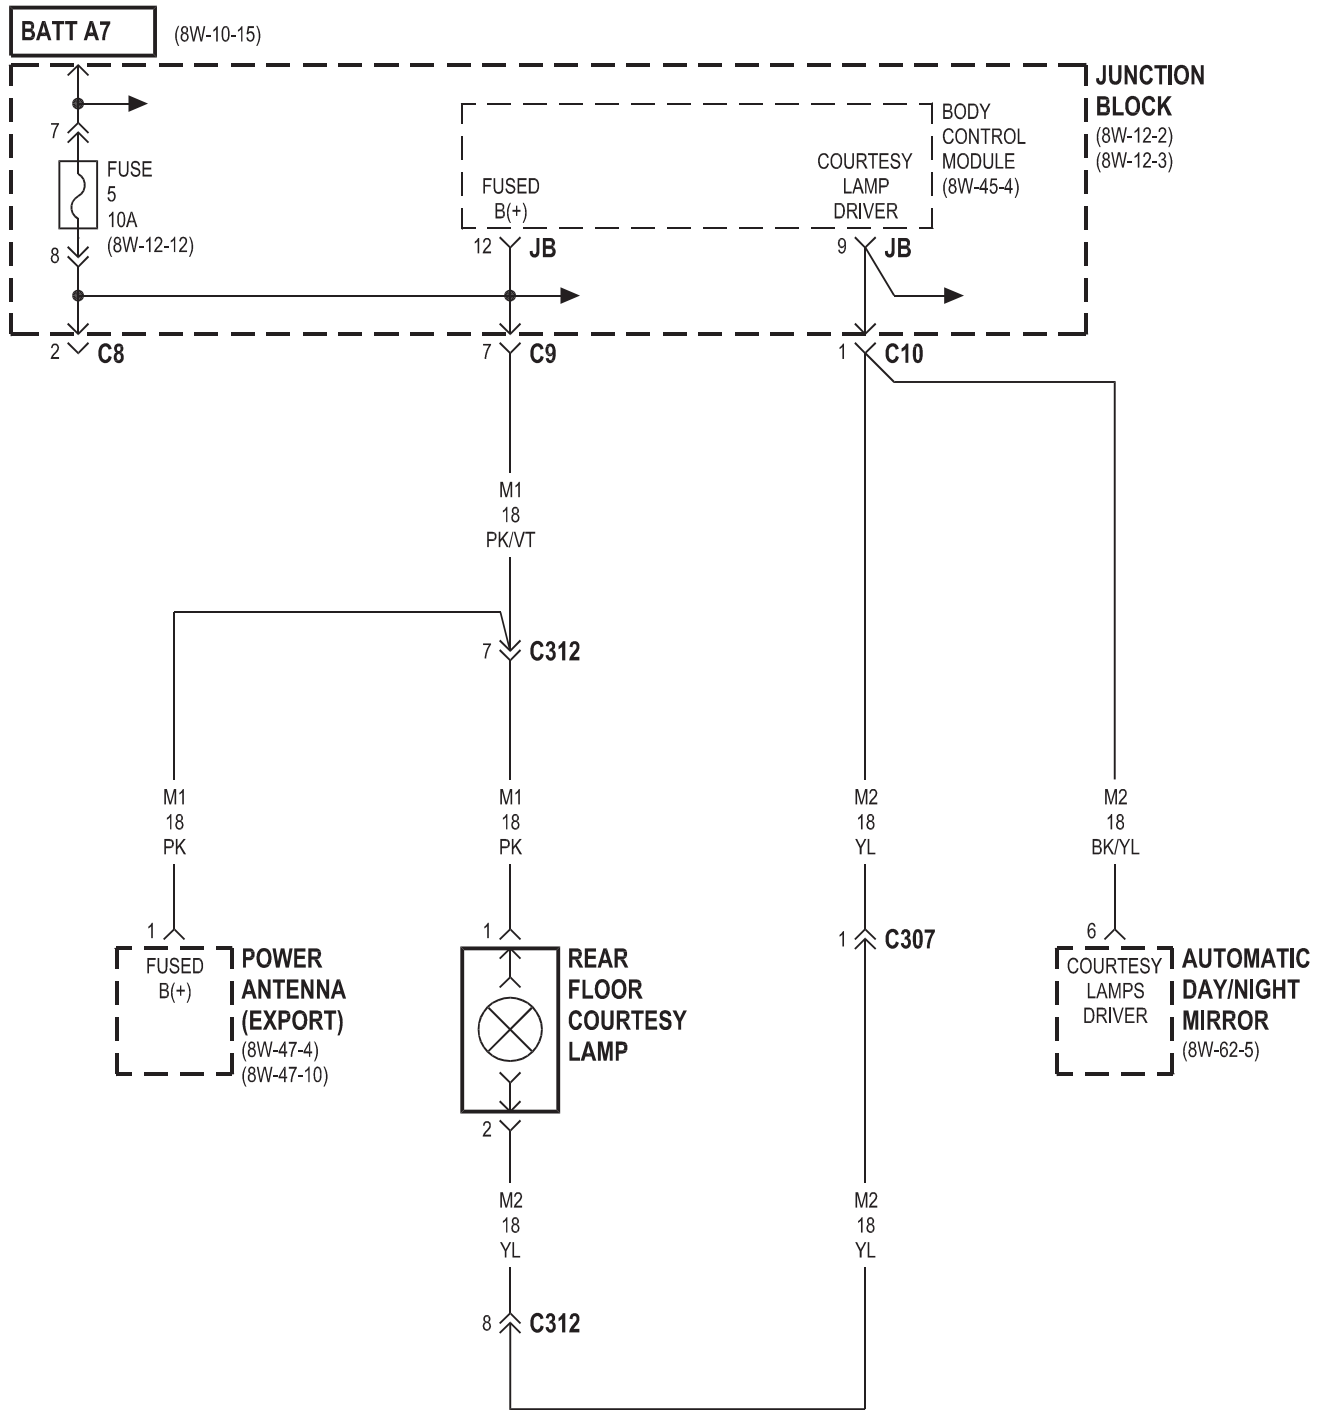 BATT A7
(8W-10-15)
JUNCTION
BLOCK
(8W-12-2)
(8W-12-3)
BODY
CONTROL
MODULE
(8W-45-4)
7
FUSE
5
10A
(8W-12-12)
8
FUSED
B(+)
COURTESY
LAMP
DRIVER
12
JB
9
JB
2
C8
7
C9
1
C10
M1
18
PK/VT
7
C312
M1
18
PK
M1
18
PK
M2
18
YL
M2
18
BK/YL
1
FUSED
B(+)
POWER
ANTENNA
(EXPORT)
(8W-47-4)
(8W-47-10)
1
REAR
FLOOR
COURTESY
LAMP
2
1
C307
6
COURTESY
LAMPS
DRIVER
AUTOMATIC
DAY/NIGHT
MIRROR
(8W-62-5)
M2
18
YL
M2
18
YL
8
C312